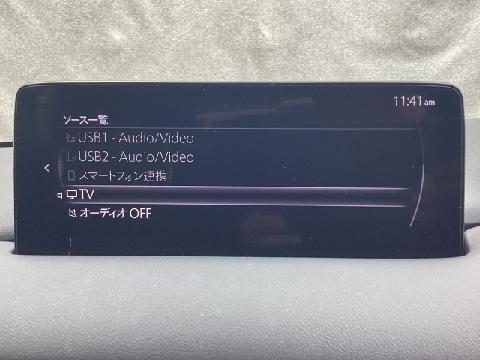 11:41am
ソース一覧
USB1 - Audio/Video
USB2 - Audio/Video
スマートフォン連携
TV
オーディオ OFF